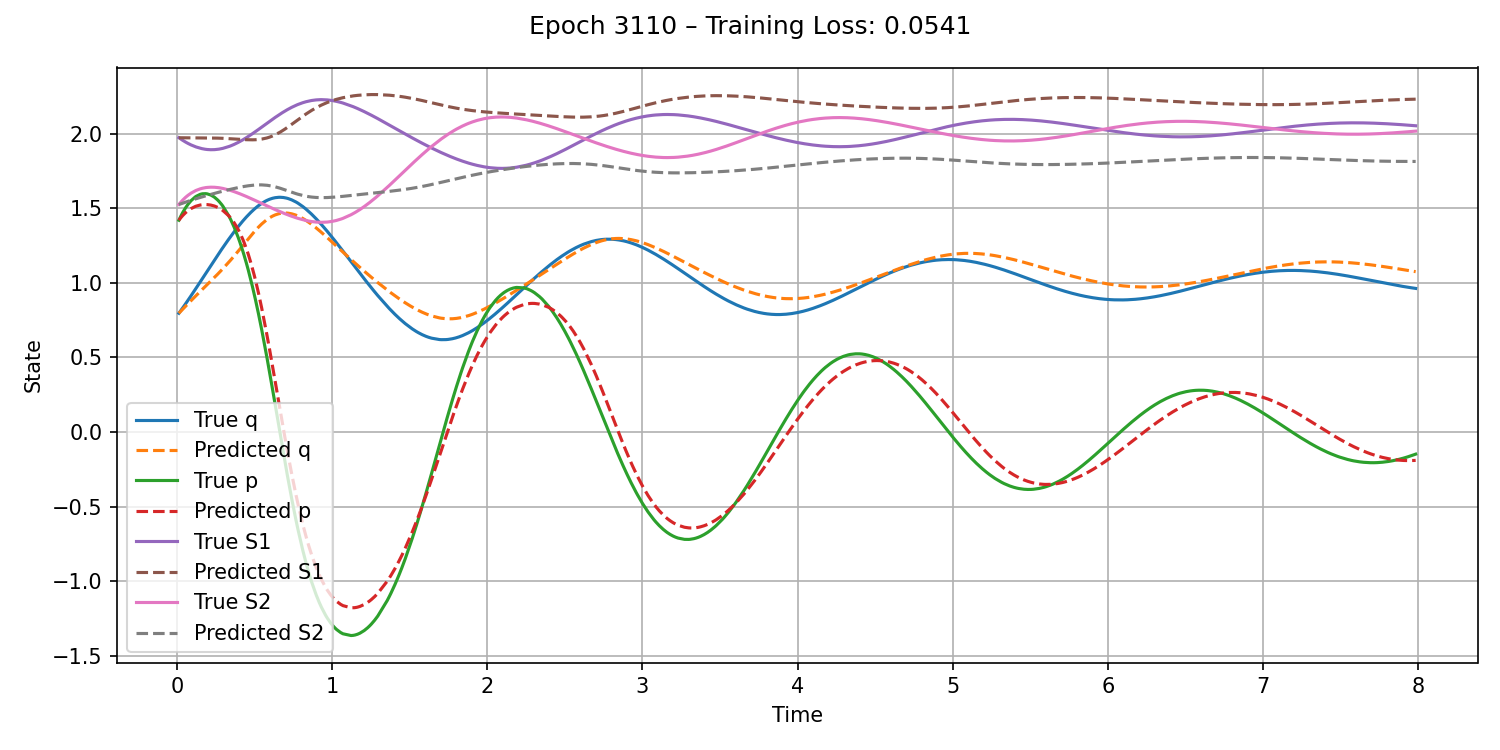 Epoch 3110 – Training Loss: 0.0541
State
2.0
1.5
1.0
0.5
0.0
−0.5
−1.0
−1.5
True q
Predicted q
True p
Predicted p
True S1
Predicted S1
True S2
Predicted S2
0 1 2 3 4 5 6 7 8
Time